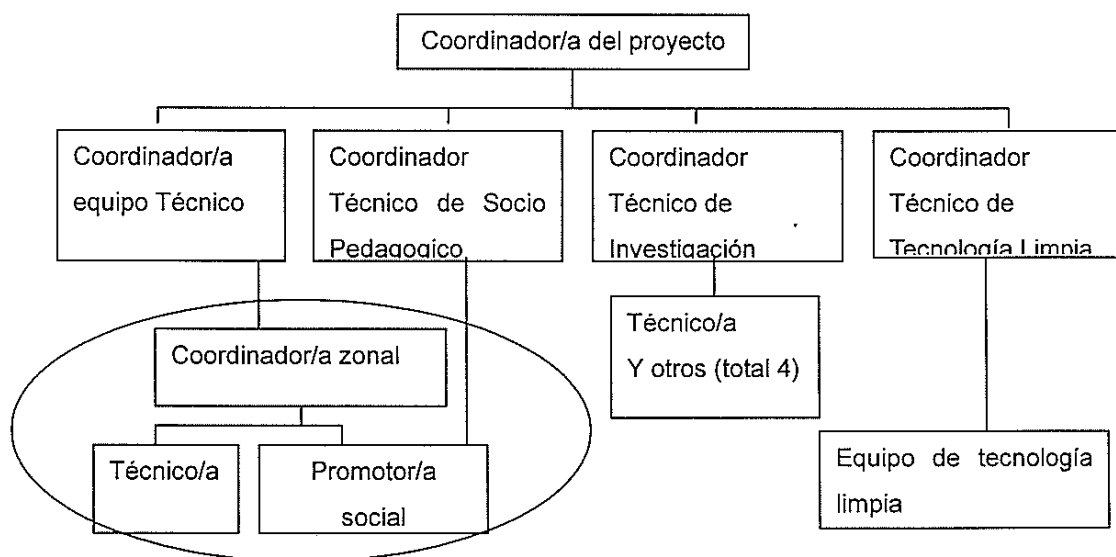 Coordinador/a del proyecto
Coordinador/a
equipo Técnico
Coordinador
Técnico de Socio
Pedagogico
Coordinador
Técnico de
Investigación
Coordinador
Técnico de
Tecnología Limpia
Coordinador/a zonal
Técnico/a
Y otros (total 4)
Técnico/a
Promotor/a
social
Equipo de tecnología
limpia